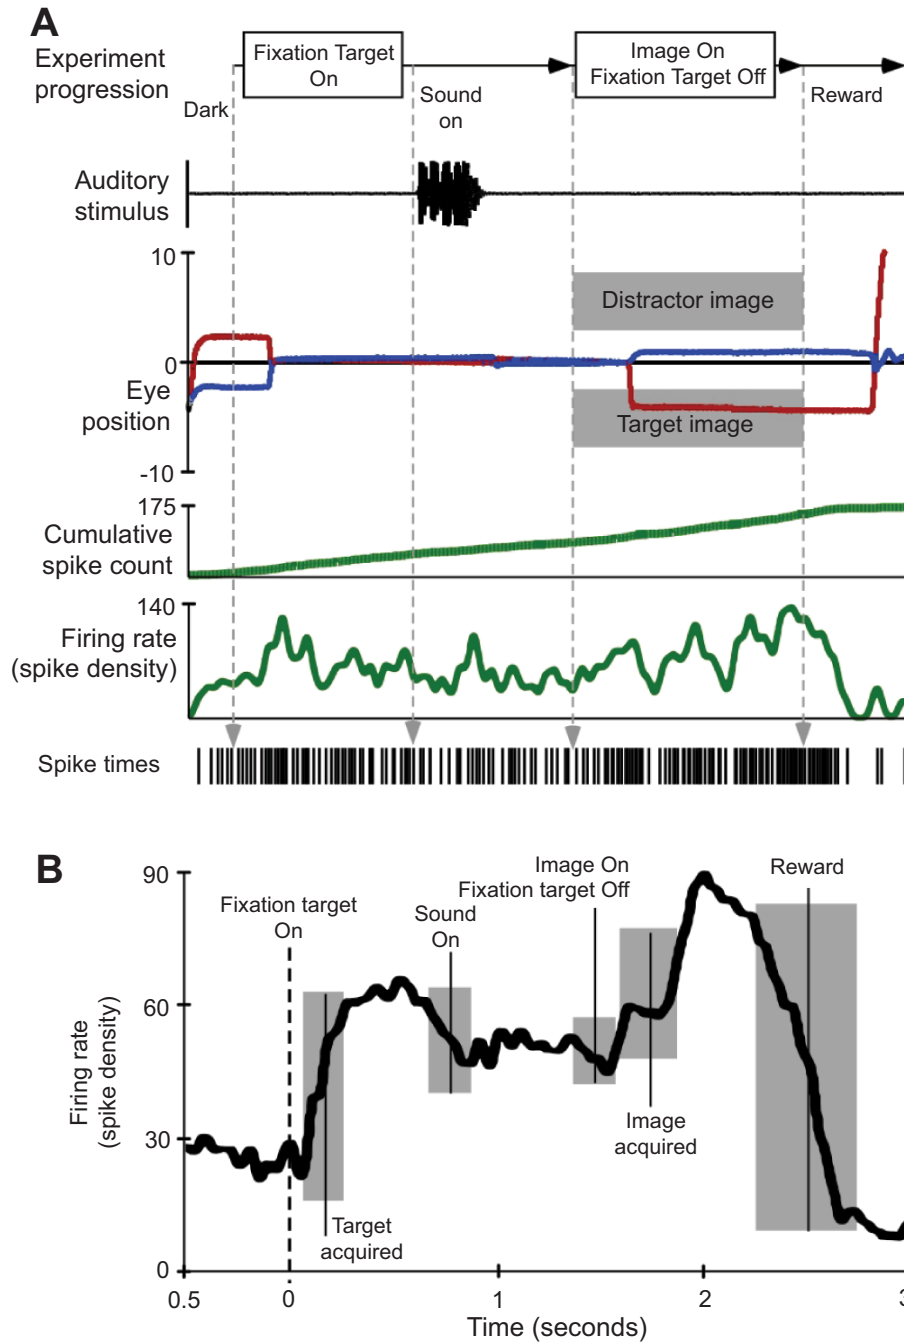 A
Experiment
progression
Fixation Target
On
Image On
Fixation Target Off
Dark
Sound
on
Reward
Auditory
stimulus
10
0
-10
Eye
position
Distractor image
Target image
175
Cumulative
spike count
140
Firing rate
(spike density)
Spike times
B
90
60
30
0
Firing rate
(spike density)
Fixation target
On
Sound
On
Image On
Fixation target Off
Reward
Target
acquired
Image
acquired
0.5
0
1
2
Time (seconds)